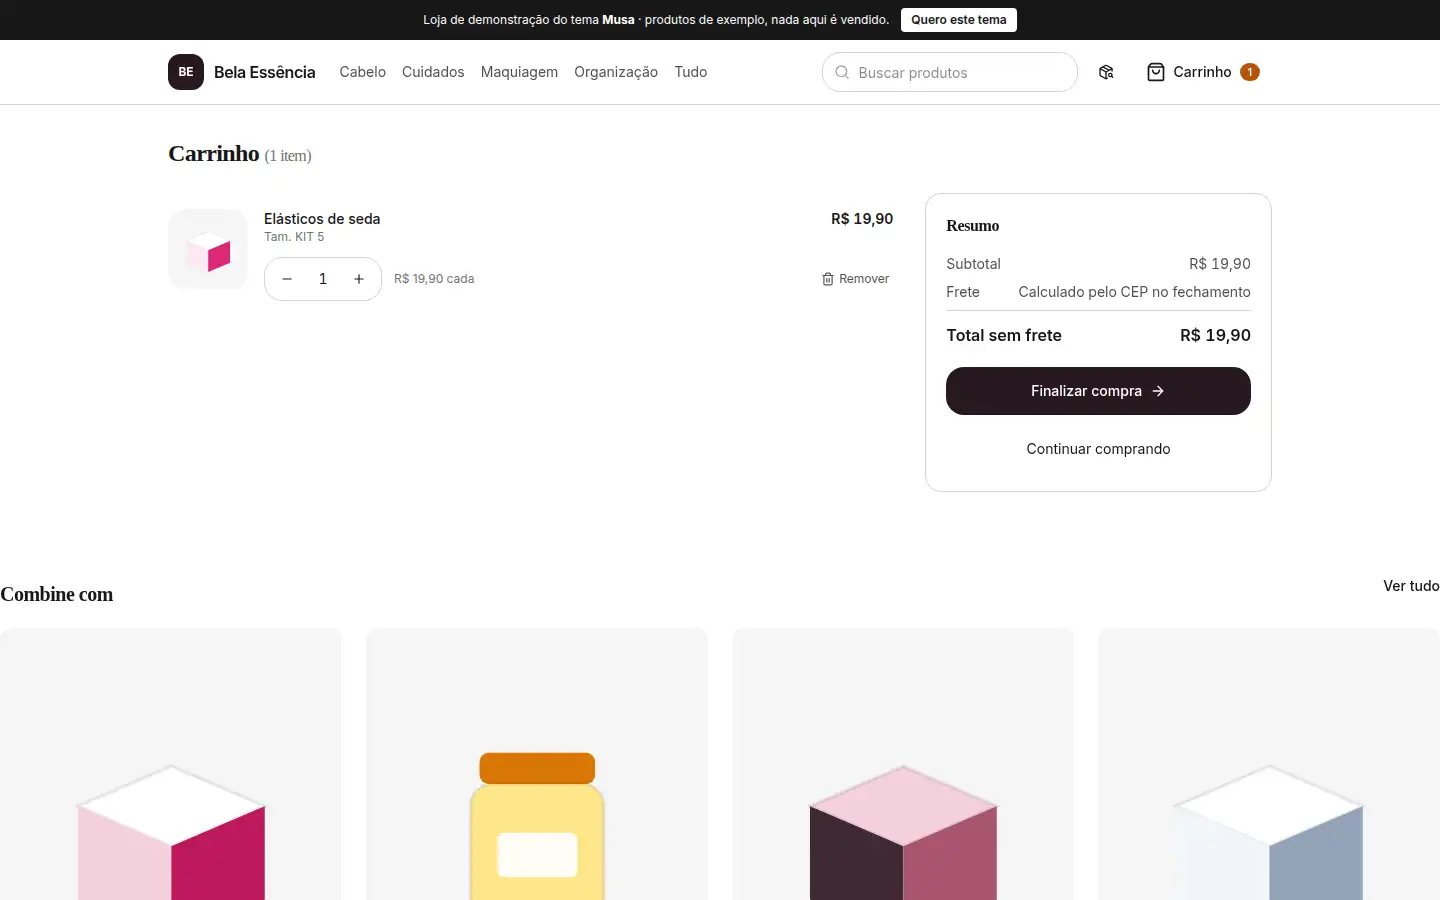 Loja de demonstração do tema Musa · produtos de exemplo, nada aqui é vendido. Quero este tema
BE Bela Essência Cabelo Cuidados Maquiagem Organização Tudo Buscar produtos Carrinho 1
Carrinho (1 item)
Elásticos de seda R$ 19,90
Tam. KIT 5
1 R$ 19,90 cada Remover
Resumo
Subtotal R$ 19,90
Frete Calculado pelo CEP no fechamento
Total sem frete R$ 19,90
Finalizar compra →
Continuar comprando
Combine com Ver tudo